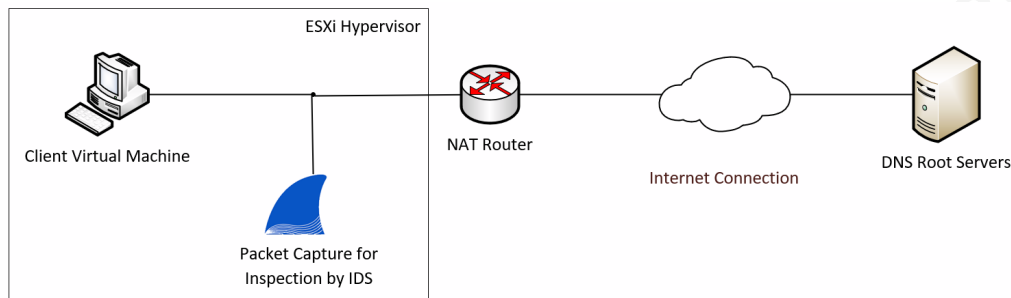 ESXi Hypervisor
Client Virtual Machine
NAT Router
DNS Root Servers
Internet Connection
Packet Capture for
Inspection by IDS